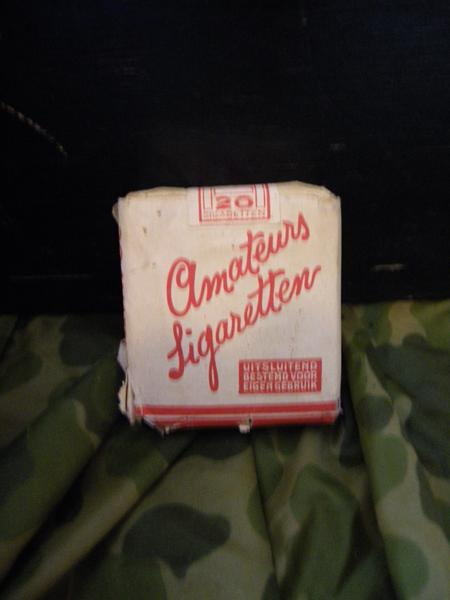 20
SIGARETTEN
Amateurs
Sigaretten
UITSLUITEND
BESTEMD VOOR
EIGEN GEBRUIK